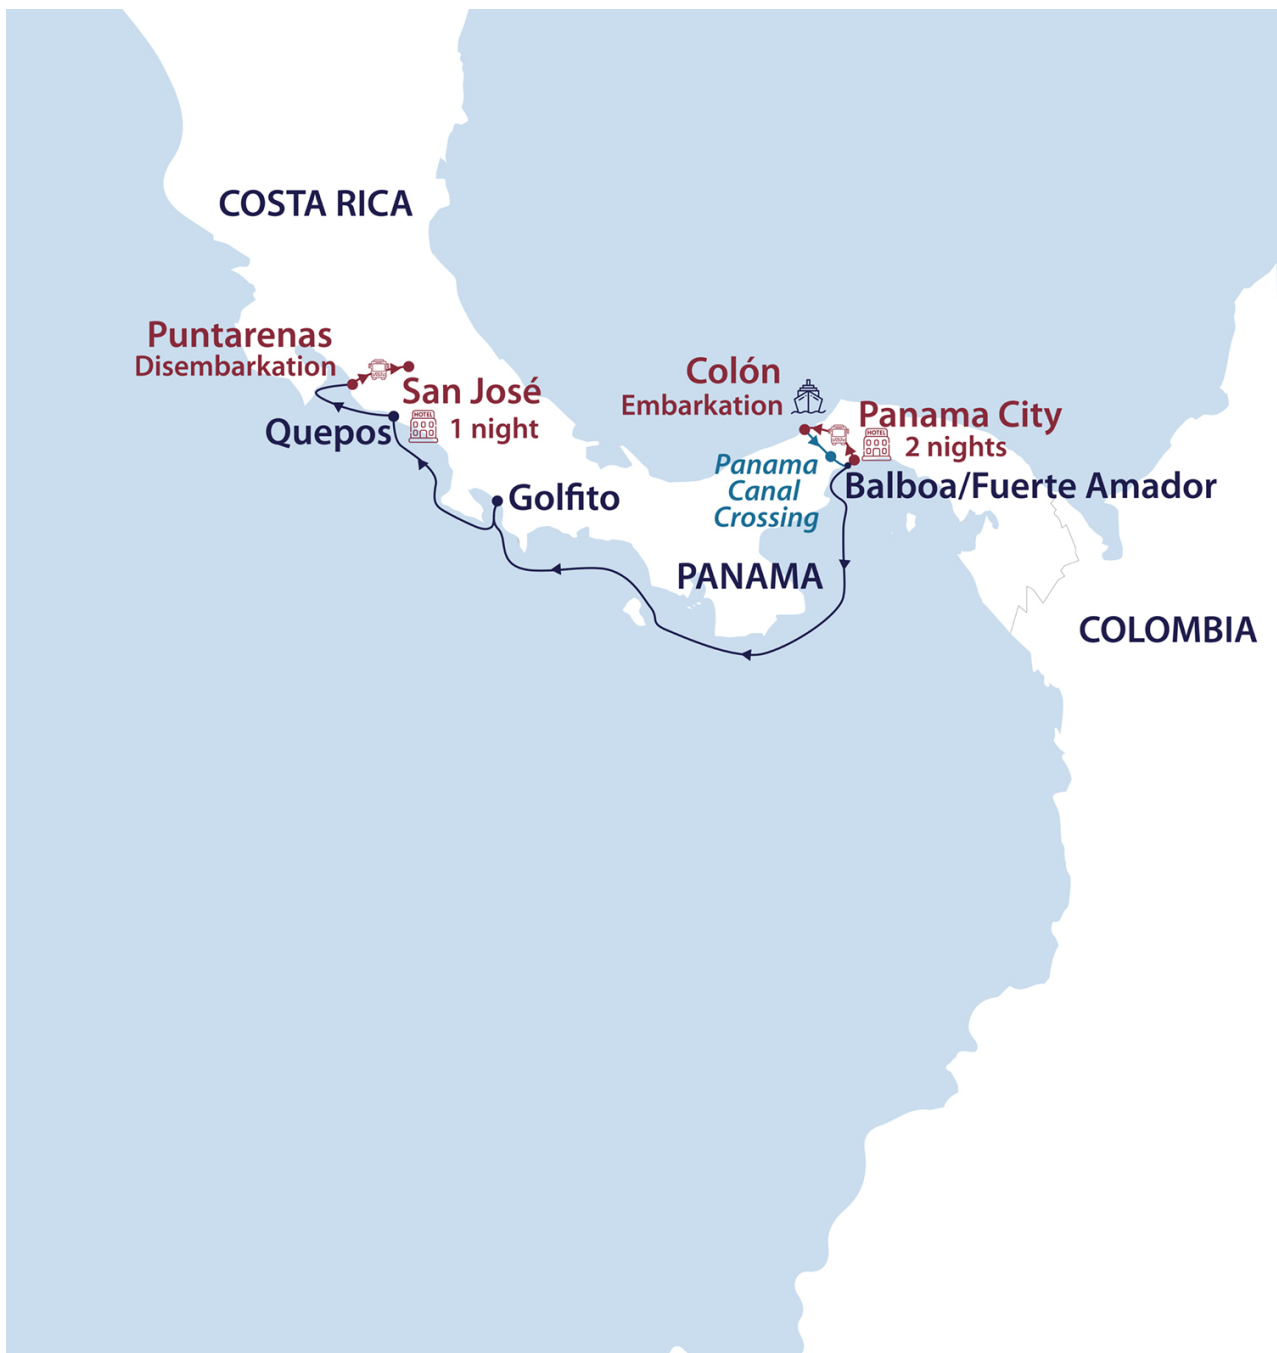 COSTA RICA
Puntarenas
Disembarkation
San José
HOTEL
1 night
Quepos
Colón
Embarkation
Panama City
HOTEL
2 nights
Panama
Canal
Crossing
Balboa/Fuerte Amador
Golfito
PANAMA
COLOMBIA